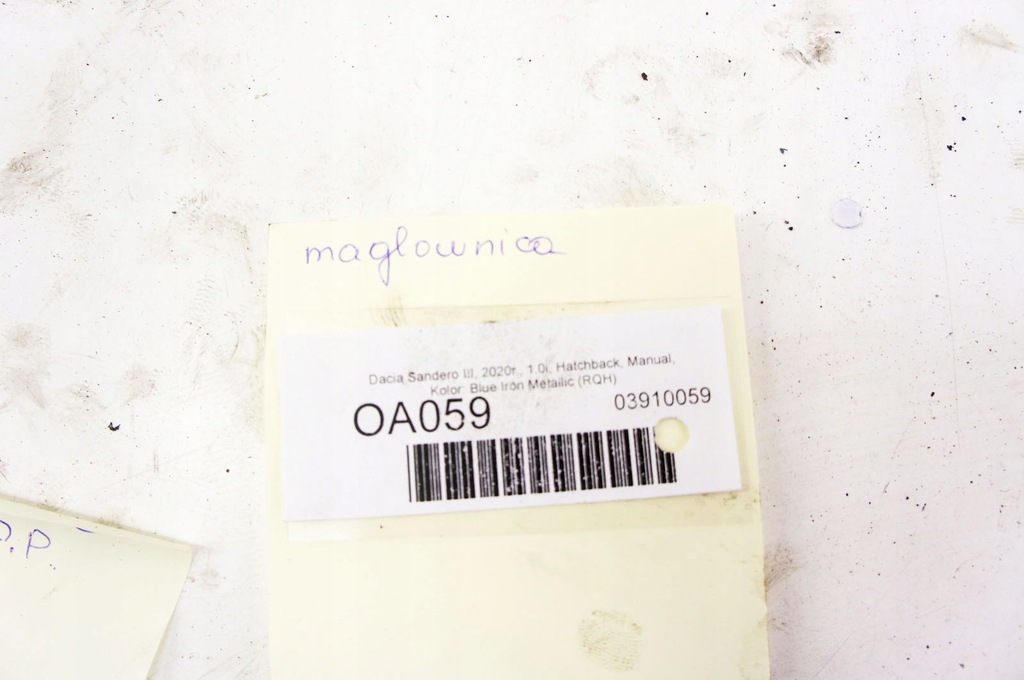 maglownica
Dacia Sandero III, 2020r., 1.0i, Hatchback, Manual,
Kolor: Blue Iron Metallic (RQH)
OA059
03910059